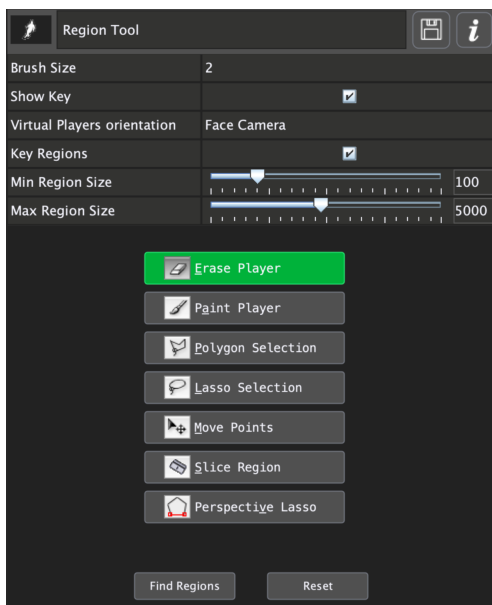 Region Tool
i
Brush Size 2
Show Key
Virtual Players orientation Face Camera
Key Regions
Min Region Size 100
Max Region Size 5000
Erase Player
Paint Player
Polygon Selection
Lasso Selection
Move Points
Slice Region
Perspective Lasso
Find Regions Reset